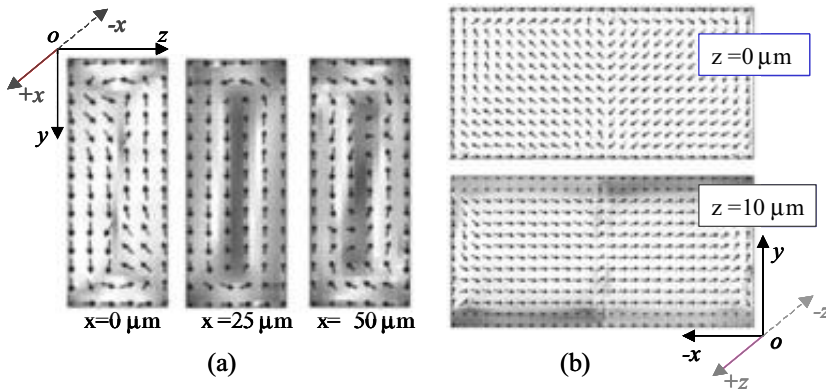 o
-x
z
+x
y
x=0 µm
x =25 µm
x= 50 µm
(a)
z =0 µm
z =10 µm
y
-x
o
-z
+z
(b)